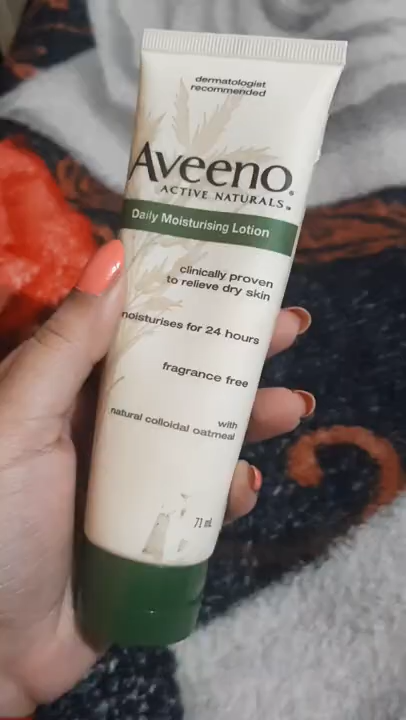 dermatologist
recommended
Aveeno.
ACTIVE NATURALS™
Daily Moisturising Lotion
clinically proven
to relieve dry skin
moisturises for 24 hours
fragrance free
with
natural colloidal oatmeal
71 mL